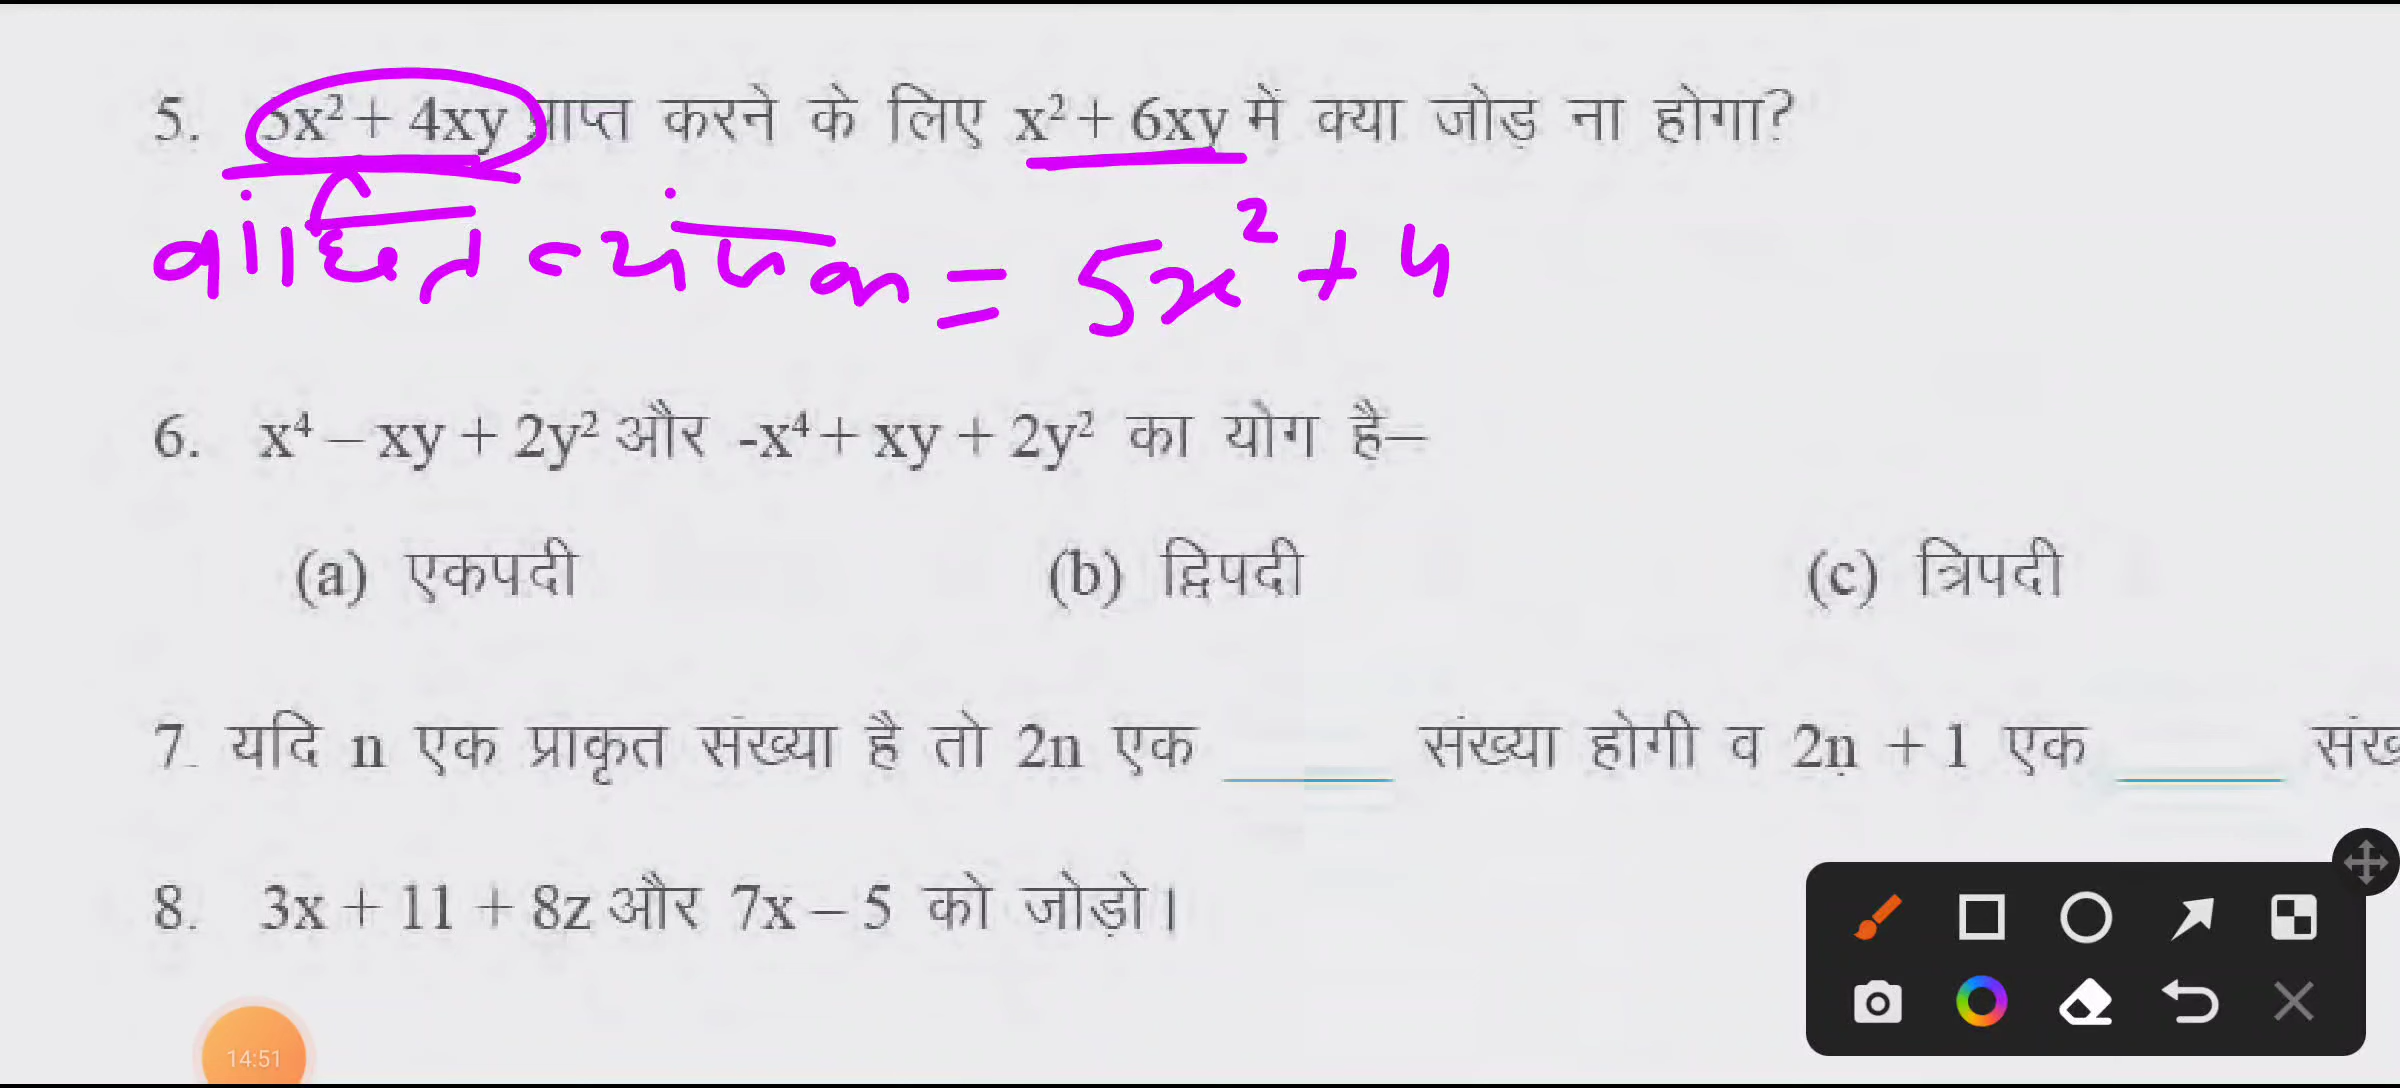 5. 5x² + 4xy प्राप्त करने के लिए x² + 6xy में क्या जोड़ ना होगा?
वांछित व्यंजक = 5x² + 4
6. x⁴ – xy + 2y² और -x⁴ + xy + 2y² का योग है–
(a) एकपदी (b) द्विपदी (c) त्रिपदी
7. यदि n एक प्राकृत संख्या है तो 2n एक ______ संख्या होगी व 2n + 1 एक ______
8. 3x + 11 + 8z और 7x – 5 को जोड़ो।
14:51